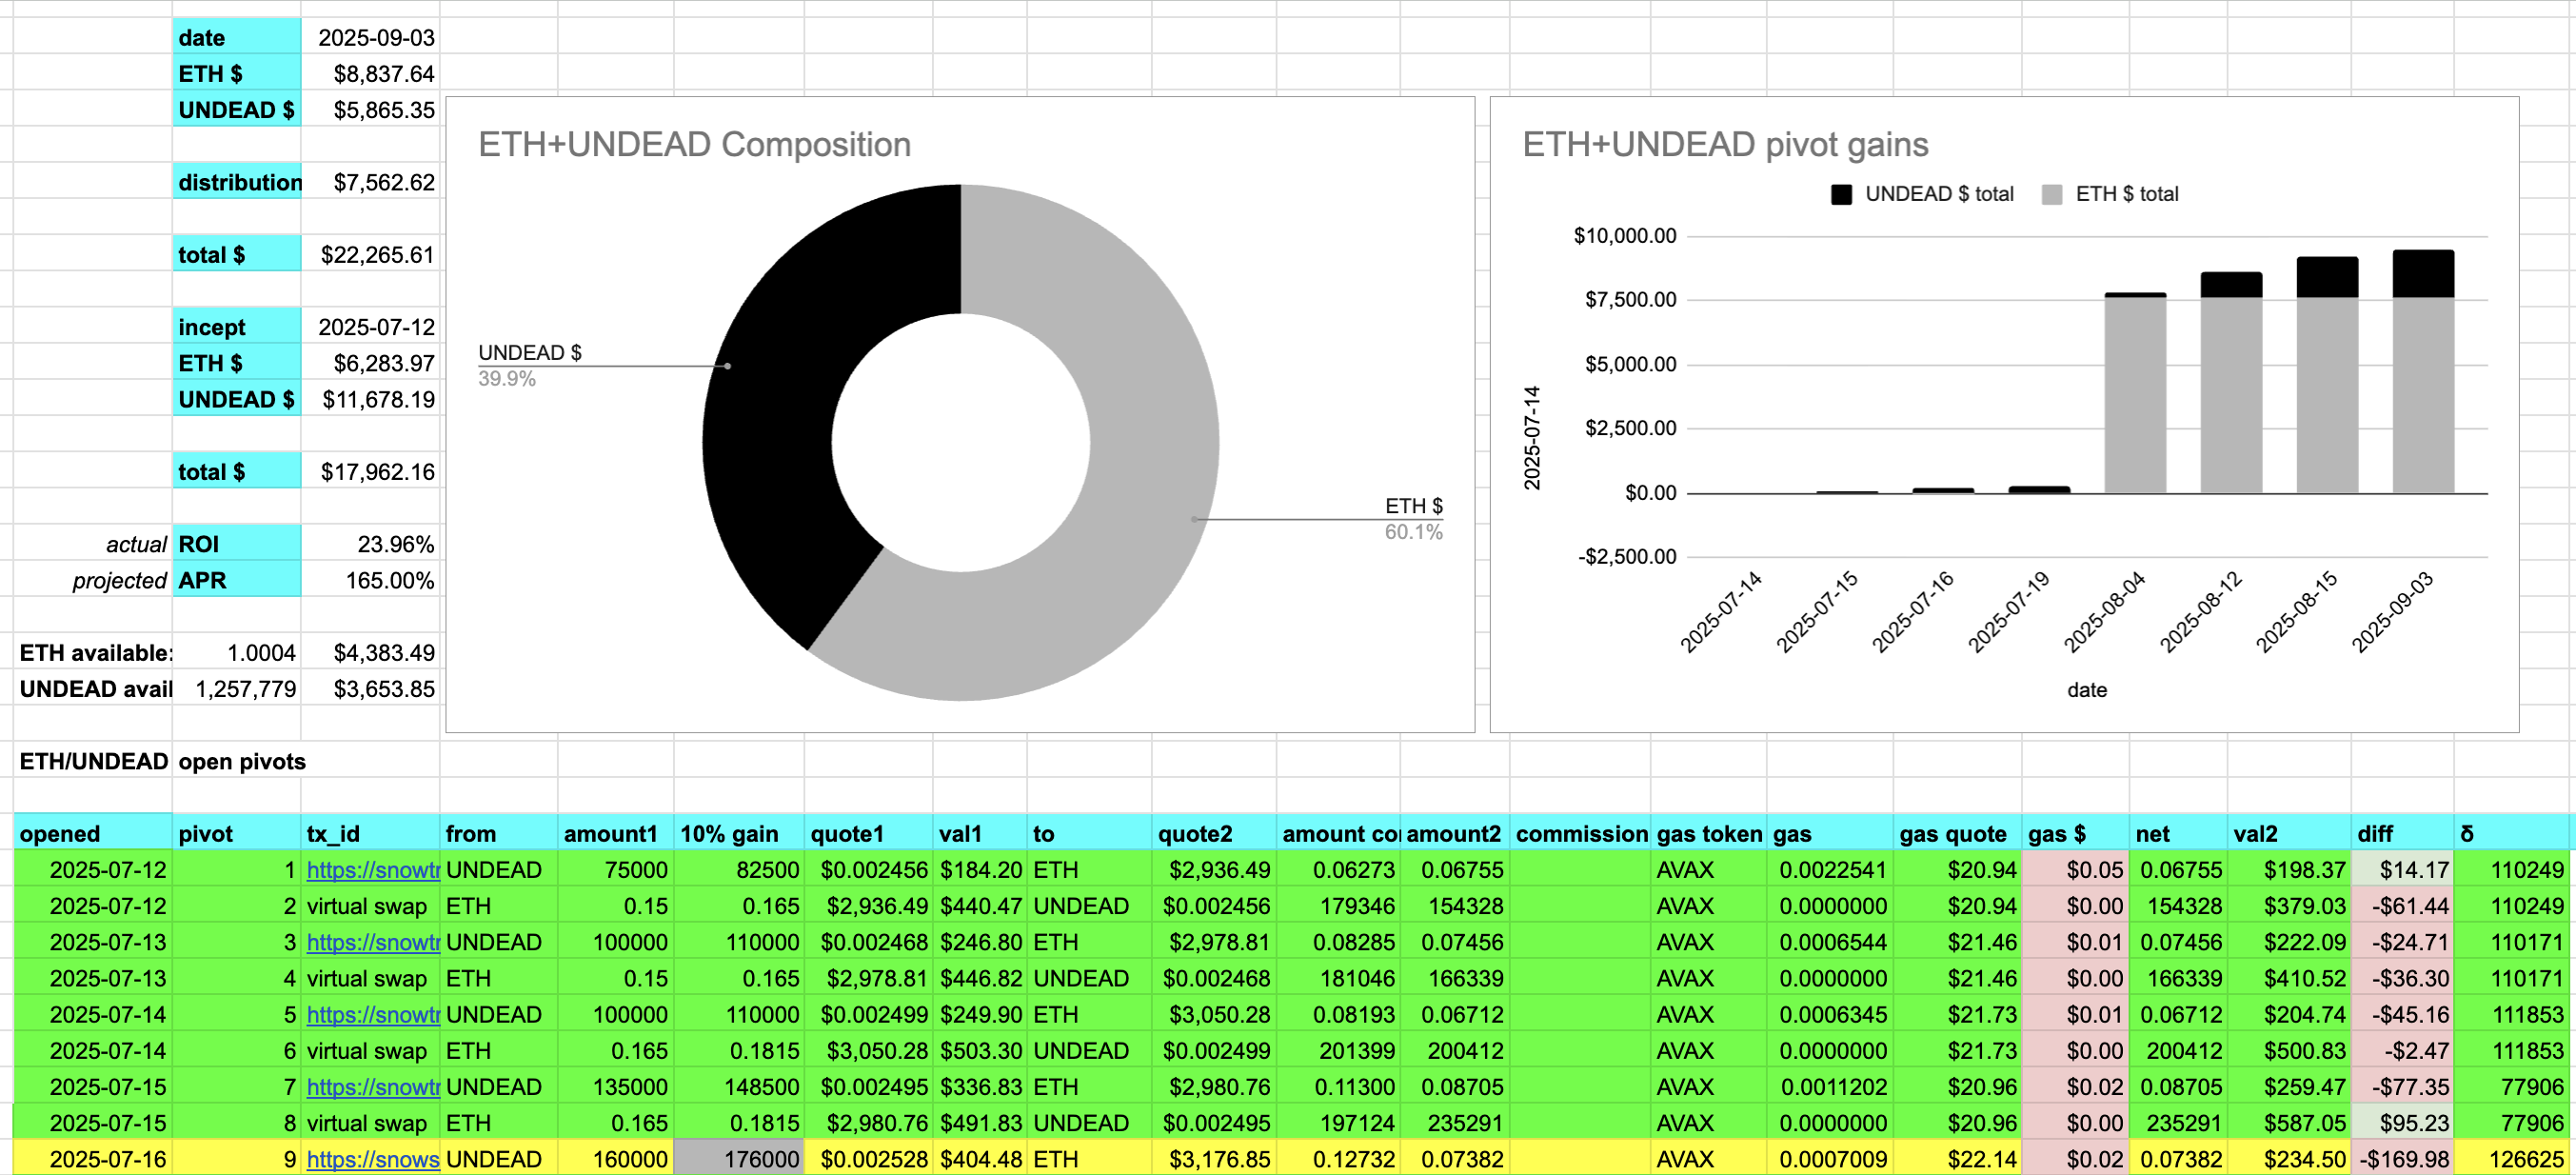 date 2025-09-03
ETH $ $8,837.64
UNDEAD $ $5,865.35
distribution $7,562.62
total $ $22,265.61
incept 2025-07-12
ETH $ $6,283.97
UNDEAD $ $11,678.19
total $ $17,962.16
actual ROI 23.96%
projected APR 165.00%
ETH available: 1.0004 $4,383.49
UNDEAD avail 1,257,779 $3,653.85
ETH+UNDEAD Composition
UNDEAD $
39.9%
ETH $
60.1%
ETH+UNDEAD pivot gains
UNDEAD $ total ETH $ total
$10,000.00
$7,500.00
$5,000.00
$2,500.00
$0.00
-$2,500.00
2025-07-14
2025-07-14 2025-07-15 2025-07-16 2025-07-19 2025-08-04 2025-08-12 2025-08-15 2025-09-03
date
ETH/UNDEAD open pivots
opened pivot tx_id from amount1 10% gain quote1 val1 to quote2 amount co amount2 commission gas token gas gas quote gas $ net val2 diff δ
2025-07-12 1 https://snowtr UNDEAD 75000 82500 $0.002456 $184.20 ETH $2,936.49 0.06273 0.06755 AVAX 0.0022541 $20.94 $0.05 0.06755 $198.37 $14.17 110249
2025-07-12 2 virtual swap ETH 0.15 0.165 $2,936.49 $440.47 UNDEAD $0.002456 179346 154328 AVAX 0.0000000 $20.94 $0.00 154328 $379.03 -$61.44 110249
2025-07-13 3 https://snowtr UNDEAD 100000 110000 $0.002468 $246.80 ETH $2,978.81 0.08285 0.07456 AVAX 0.0006544 $21.46 $0.01 0.07456 $222.09 -$24.71 110171
2025-07-13 4 virtual swap ETH 0.15 0.165 $2,978.81 $446.82 UNDEAD $0.002468 181046 166339 AVAX 0.0000000 $21.46 $0.00 166339 $410.52 -$36.30 110171
2025-07-14 5 https://snowtr UNDEAD 100000 110000 $0.002499 $249.90 ETH $3,050.28 0.08193 0.06712 AVAX 0.0006345 $21.73 $0.01 0.06712 $204.74 -$45.16 111853
2025-07-14 6 virtual swap ETH 0.165 0.1815 $3,050.28 $503.30 UNDEAD $0.002499 201399 200412 AVAX 0.0000000 $21.73 $0.00 200412 $500.83 -$2.47 111853
2025-07-15 7 https://snowtr UNDEAD 135000 148500 $0.002495 $336.83 ETH $2,980.76 0.11300 0.08705 AVAX 0.0011202 $20.96 $0.02 0.08705 $259.47 -$77.35 77906
2025-07-15 8 virtual swap ETH 0.165 0.1815 $2,980.76 $491.83 UNDEAD $0.002495 197124 235291 AVAX 0.0000000 $20.96 $0.00 235291 $587.05 $95.23 77906
2025-07-16 9 https://snows UNDEAD 160000 176000 $0.002528 $404.48 ETH $3,176.85 0.12732 0.07382 AVAX 0.0007009 $22.14 $0.02 0.07382 $234.50 -$169.98 126625